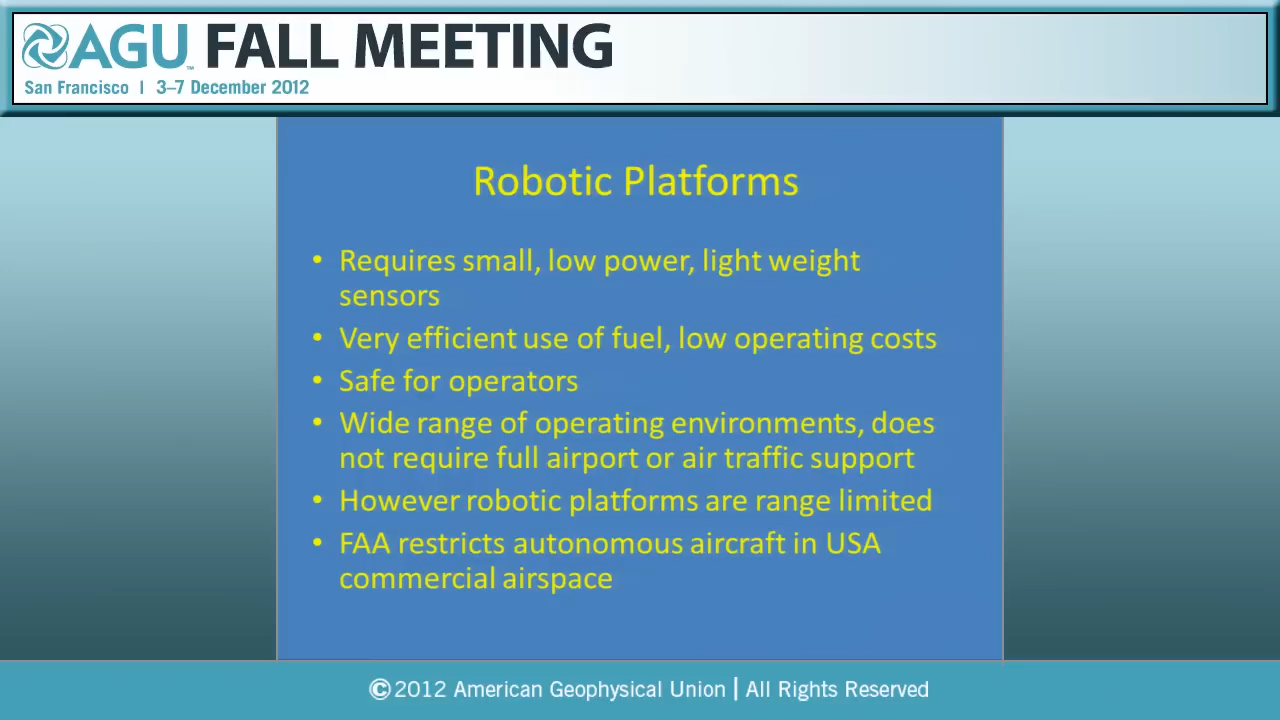 AGU™ FALL MEETING
San Francisco | 3–7 December 2012
Robotic Platforms
• Requires small, low power, light weight
sensors
• Very efficient use of fuel, low operating costs
• Safe for operators
• Wide range of operating environments, does
not require full airport or air traffic support
• However robotic platforms are range limited
• FAA restricts autonomous aircraft in USA
commercial airspace
©2012 American Geophysical Union | All Rights Reserved